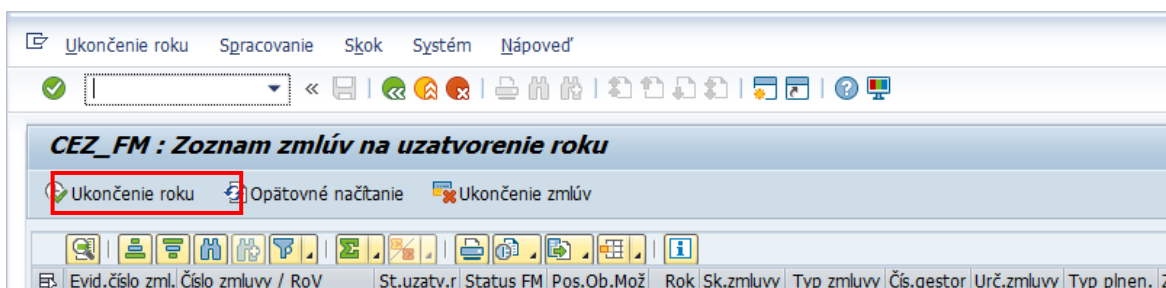 Ukončenie roku Spracovanie Skok Systém Nápoveď
CEZ_FM : Zoznam zmlúv na uzatvorenie roku
Ukončenie roku Opätovné načítanie Ukončenie zmlúv
Evid.číslo zml. Číslo zmluvy / RoV St.uzatv.r Status FM Pos.Ob.Mož Rok Sk.zmluvy Typ zmluvy Čís.gestor Urč.zmluvy Typ plnen.